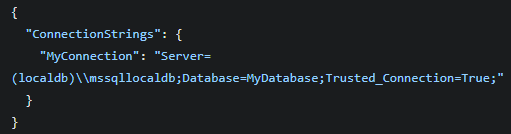 {
"ConnectionStrings": {
"MyConnection": "Server=
(localdb)\\mssqllocaldb;Database=MyDatabase;Trusted_Connection=True;"
}
}